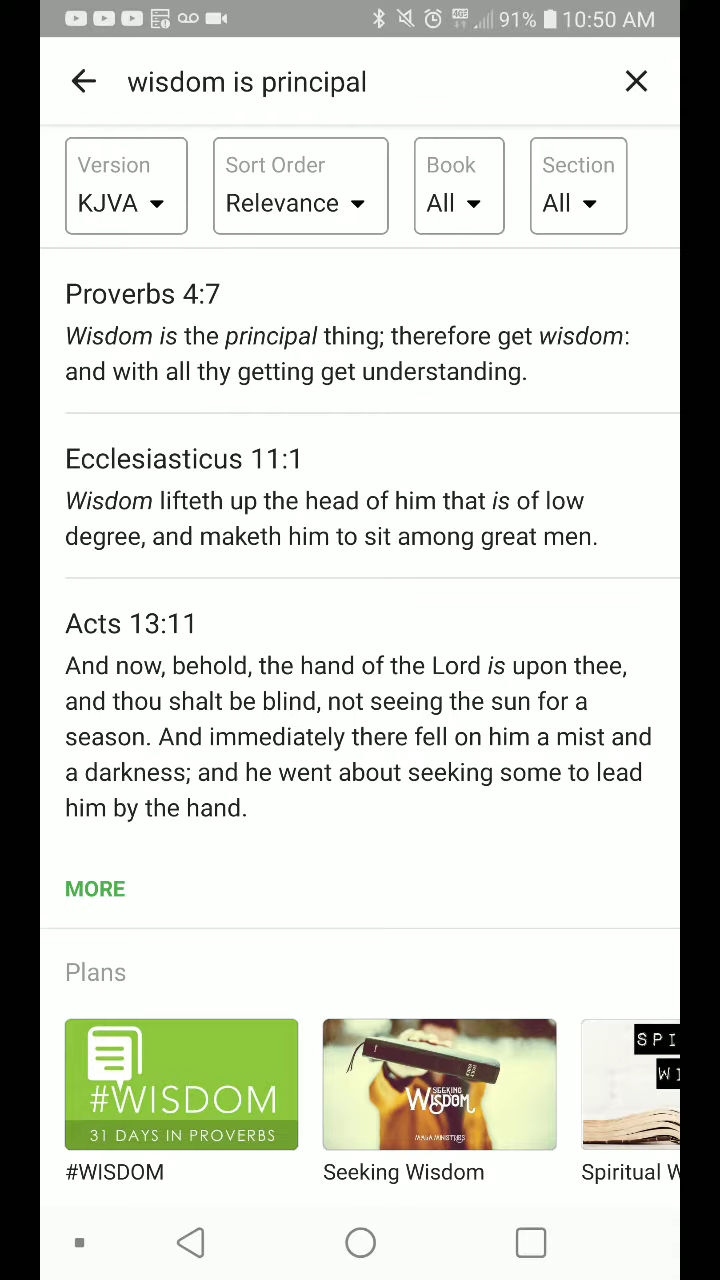 91% 10:50 AM
wisdom is principal
Version
KJVA
Sort Order
Relevance
Book
All
Section
All
Proverbs 4:7
Wisdom is the principal thing; therefore get wisdom:
and with all thy getting get understanding.
Ecclesiasticus 11:1
Wisdom lifteth up the head of him that is of low
degree, and maketh him to sit among great men.
Acts 13:11
And now, behold, the hand of the Lord is upon thee,
and thou shalt be blind, not seeing the sun for a
season. And immediately there fell on him a mist and
a darkness; and he went about seeking some to lead
him by the hand.
MORE
Plans
#WISDOM
31 DAYS IN PROVERBS
SEEKING
WISDOM
SPI
WI
#WISDOM
Seeking Wisdom
Spiritual W